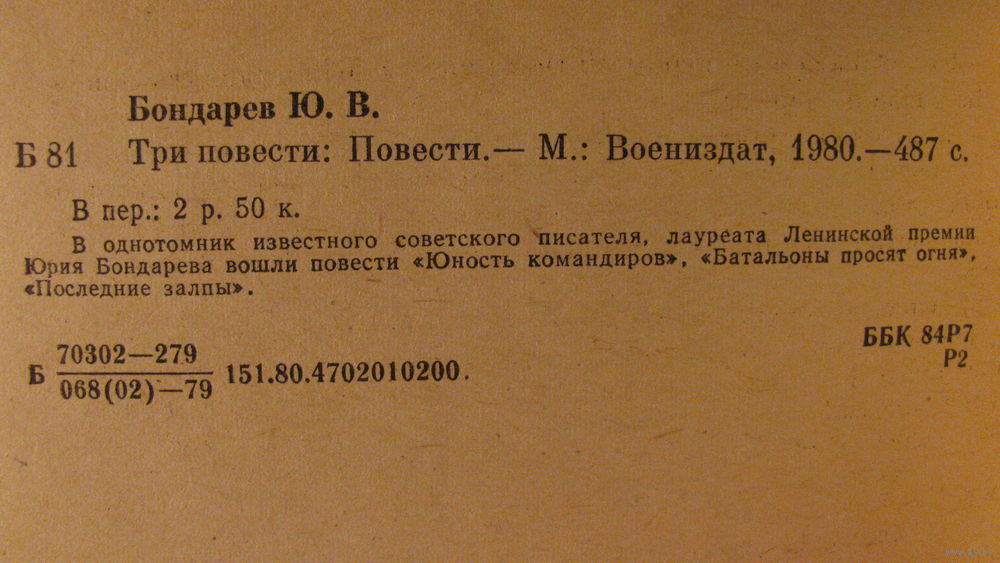 Бондарев Ю. В.
Б 81 Три повести: Повести.— М.: Воениздат, 1980.—487 с.
В пер.: 2 р. 50 к.
В однотомник известного советского писателя, лауреата Ленинской премии
Юрия Бондарева вошли повести «Юность командиров», «Батальоны просят огня»,
«Последние залпы».
ББК 84Р7
Р2
70302—279
Б 151.80.4702010200.
068(02)—79